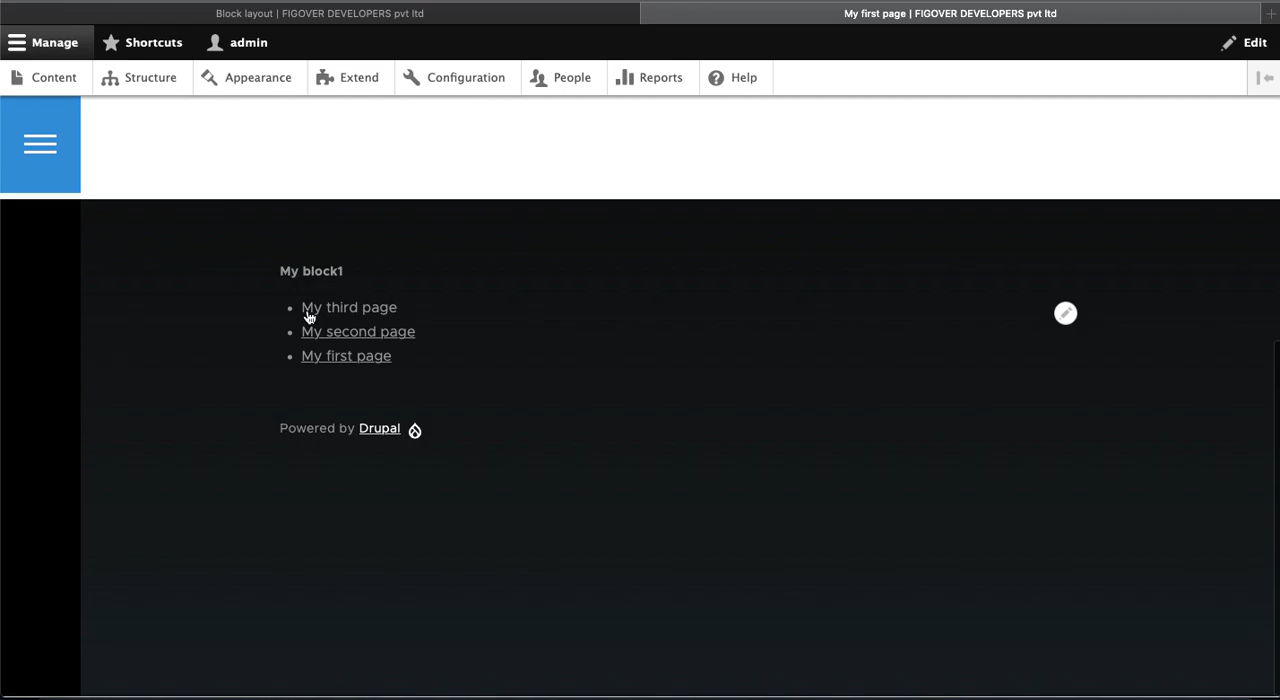 Block layout | FIGOVER DEVELOPERS pvt ltd
My first page | FIGOVER DEVELOPERS pvt ltd
Manage Shortcuts admin Edit
Content Structure Appearance Extend Configuration People Reports Help
My block1
My third page
My second page
My first page
Powered by Drupal